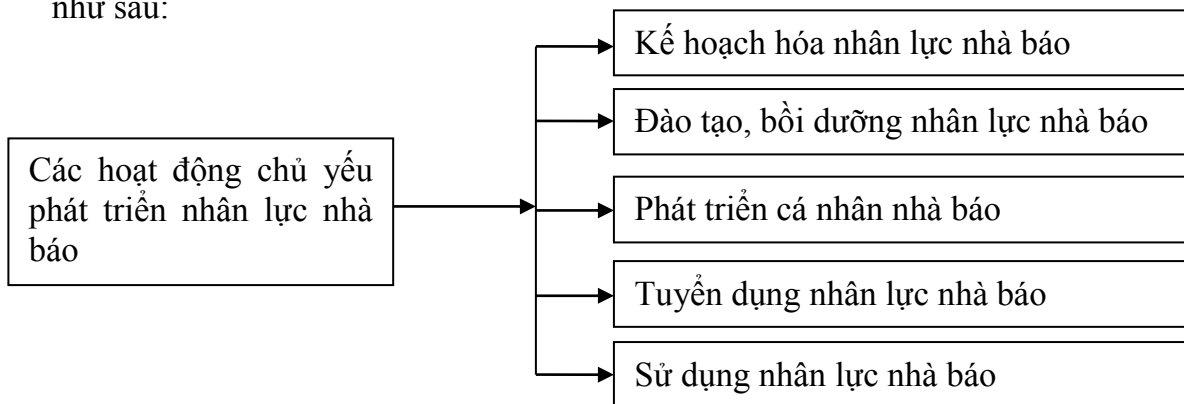 như sau:
Kế hoạch hóa nhân lực nhà báo
Đào tạo, bồi dưỡng nhân lực nhà báo
Các hoạt động chủ yếu
phát triển nhân lực nhà
báo
Phát triển cá nhân nhà báo
Tuyển dụng nhân lực nhà báo
Sử dụng nhân lực nhà báo